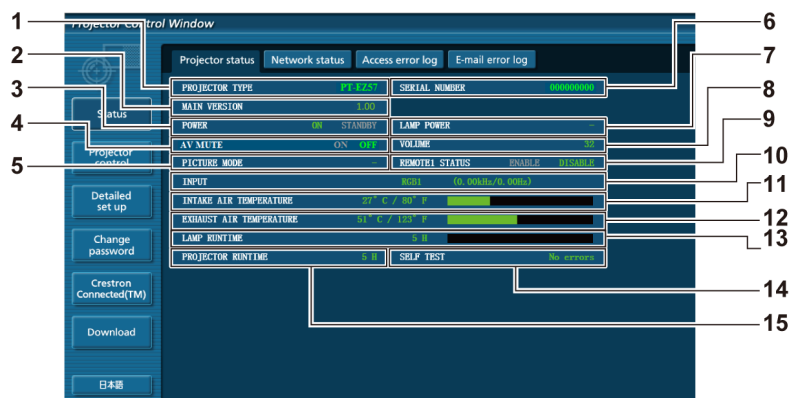 Projector Control Window
1
2
3
4
5
6
7
8
9
10
11
12
13
14
15
Projector status Network status Access error log E-mail error log
PROJECTOR TYPE PT-EZ57 SERIAL NUMBER 000000000
MAIN VERSION 1.00
POWER ON STANDBY LAMP POWER -
AV MUTE ON OFF VOLUME 32
PICTURE MODE - REMOTE1 STATUS ENABLE DISABLE
INPUT RGB1 (0.00kHz/0.00Hz)
INTAKE AIR TEMPERATURE 27° C / 80° F
EXHAUST AIR TEMPERATURE 51° C / 123° F
LAMP RUNTIME 5 H
PROJECTOR RUNTIME 5 H SELF TEST No errors
Status
Projector
control
Detailed
set up
Change
password
Crestron
Connected(TM)
Download
日本語